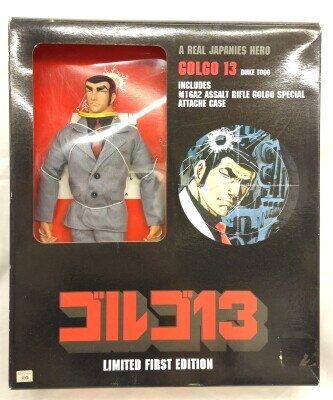 A REAL JAPANIES HERO
GOLGO 13 DUKE TOGO
INCLUDES
M16A2 ASSALT RIFLE GOLGO SPECIAL
ATTACHE CASE
ゴルゴ13
LIMITED FIRST EDITION